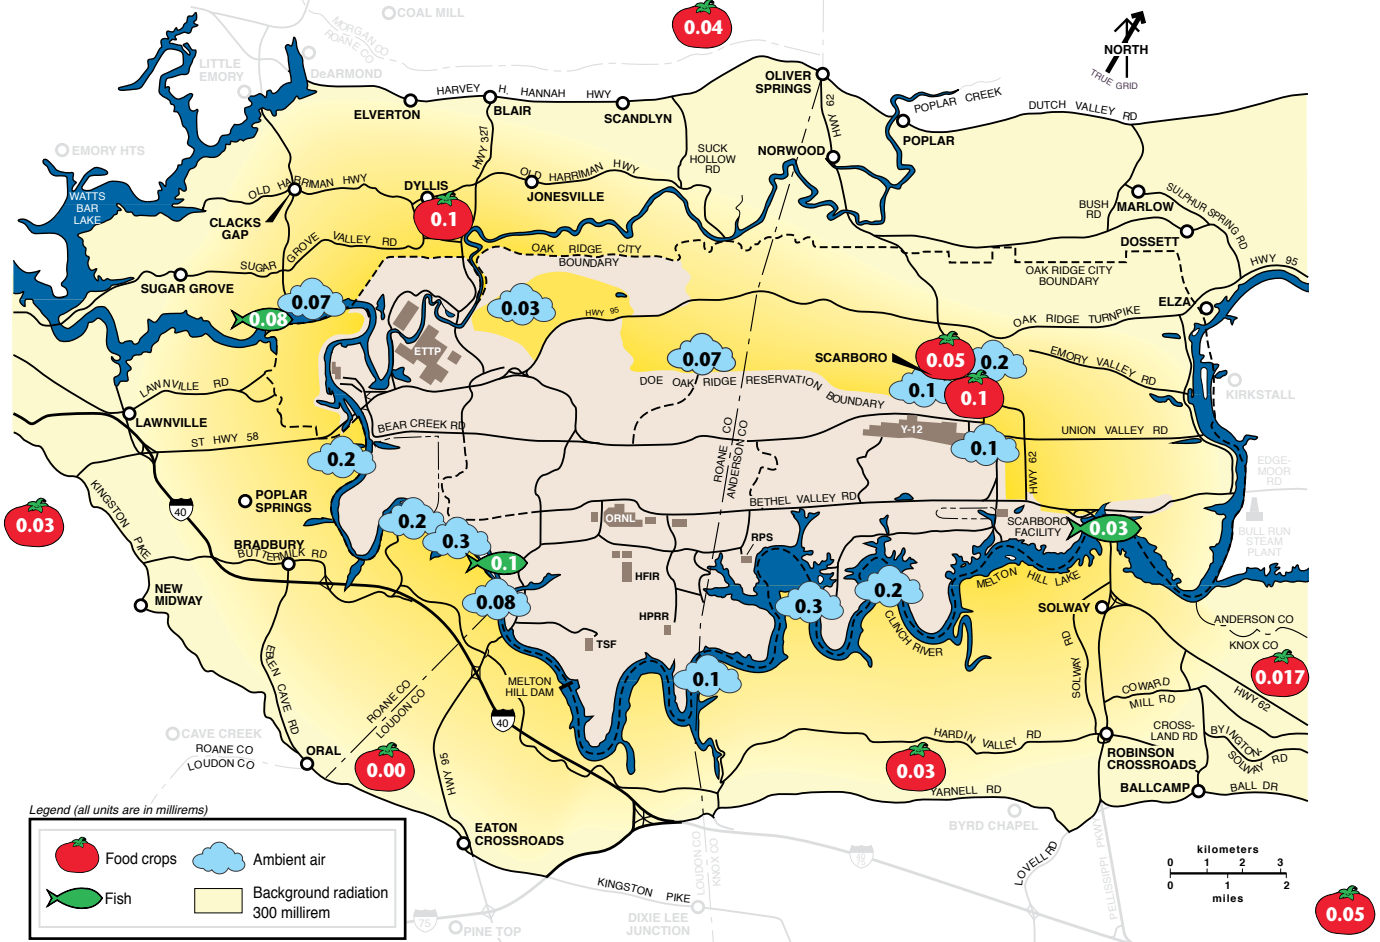 COAL MILL
0.04
MORGAN CO
ROANE CO
NORTH
TRUE GRID
LITTLE
EMORY
DeARMOND
OLIVER
SPRINGS
HARVEY H. HANNAH HWY
ELVERTON
BLAIR
SCANDLYN
HWY 62
POPLAR CREEK
DUTCH VALLEY RD
POPLAR
EMORY HTS
HWY 327
SUCK
HOLLOW
RD
NORWOOD
OLD HARRIMAN HWY
OLD HARRIMAN HWY
DYLLIS
JONESVILLE
WATTS
BAR
LAKE
CLACKS
GAP
0.1
BUSH
RD
MARLOW
SULPHUR SPRING RD
DOSSETT
SUGAR GROVE VALLEY RD
OAK RIDGE CITY
BOUNDARY
SUGAR GROVE
OAK RIDGE CITY
BOUNDARY
HWY 95
ELZA
0.07
0.08
0.03
HWY 95
OAK RIDGE TURNPIKE
ETTP
0.07
SCARBORO
0.05
0.2
EMORY VALLEY RD
DOE OAK RIDGE RESERVATION
BOUNDARY
0.1
0.1
KIRKSTALL
LAWNVILLE RD
LAWNVILLE
BEAR CREEK RD
ST HWY 58
Y-12
UNION VALLEY RD
ROANE CO
ANDERSON CO
0.1
0.2
HWY 62
EDGE-
MOOR
RD
KINGSTON PIKE
40
POPLAR
SPRINGS
BETHEL VALLEY RD
0.03
0.2
ORNL
SCARBORO
FACILITY
0.03
BULL RUN
STEAM
PLANT
BRADBURY
BUTTERMILK RD
0.3
RPS
0.1
HFIR
MELTON HILL LAKE
NEW
MIDWAY
0.08
0.3
0.2
SOLWAY
HPRR
CLINCH RIVER
ANDERSON CO
KNOX CO
TSF
EBLEN CAVE RD
SOLWAY RD
0.017
MELTON
HILL DAM
0.1
COWARD
MILL RD
HWY 62
ROANE CO
LOUDON CO
40
CROSS-
LAND RD
BYINGTON
SOLWAY RD
CAVE CREEK
ROANE CO
LOUDON CO
ORAL
HARDIN VALLEY RD
ROBINSON
CROSSROADS
0.00
HWY 95
0.03
YARNELL RD
BALLCAMP
BALL DR
Legend (all units are in millirems)
EATON
CROSSROADS
BYRD CHAPEL
Food crops
Ambient air
Fish
Background radiation
300 millirem
LOUDON CO
KNOX CO
LOVELL RD
PELLISSIPPI PKWY
kilometers
0 1 2 3
0 1 2
miles
KINGSTON PIKE
75
PINE TOP
DIXIE LEE
JUNCTION
0.05